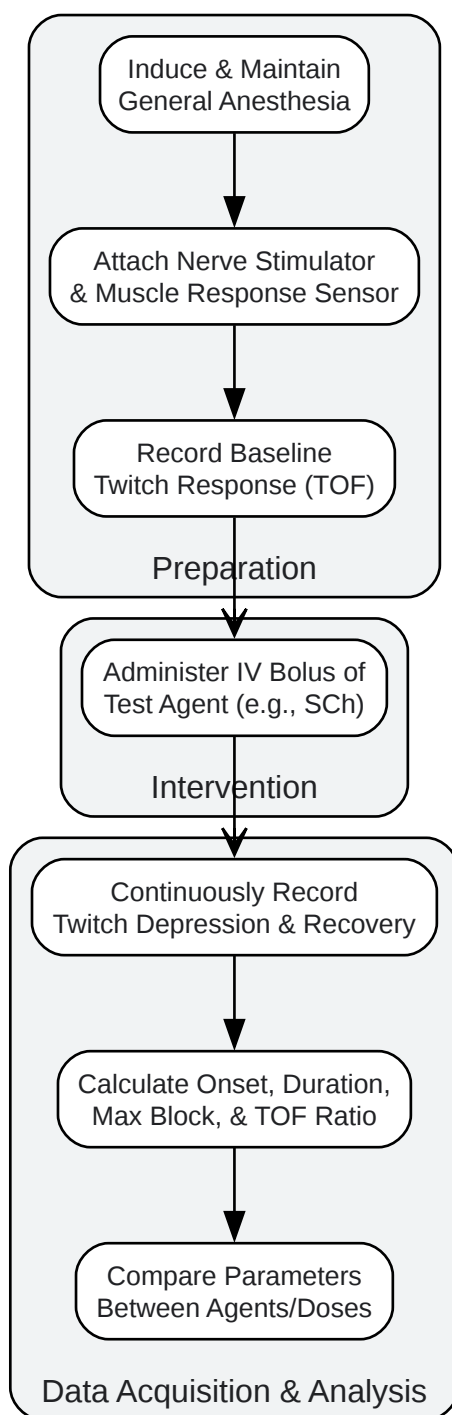 Induce & Maintain
General Anesthesia
Attach Nerve Stimulator
& Muscle Response Sensor
Record Baseline
Twitch Response (TOF)
Preparation
Administer IV Bolus of
Test Agent (e.g., SCh)
Intervention
Continuously Record
Twitch Depression & Recovery
Calculate Onset, Duration,
Max Block, & TOF Ratio
Compare Parameters
Between Agents/Doses
Data Acquisition & Analysis